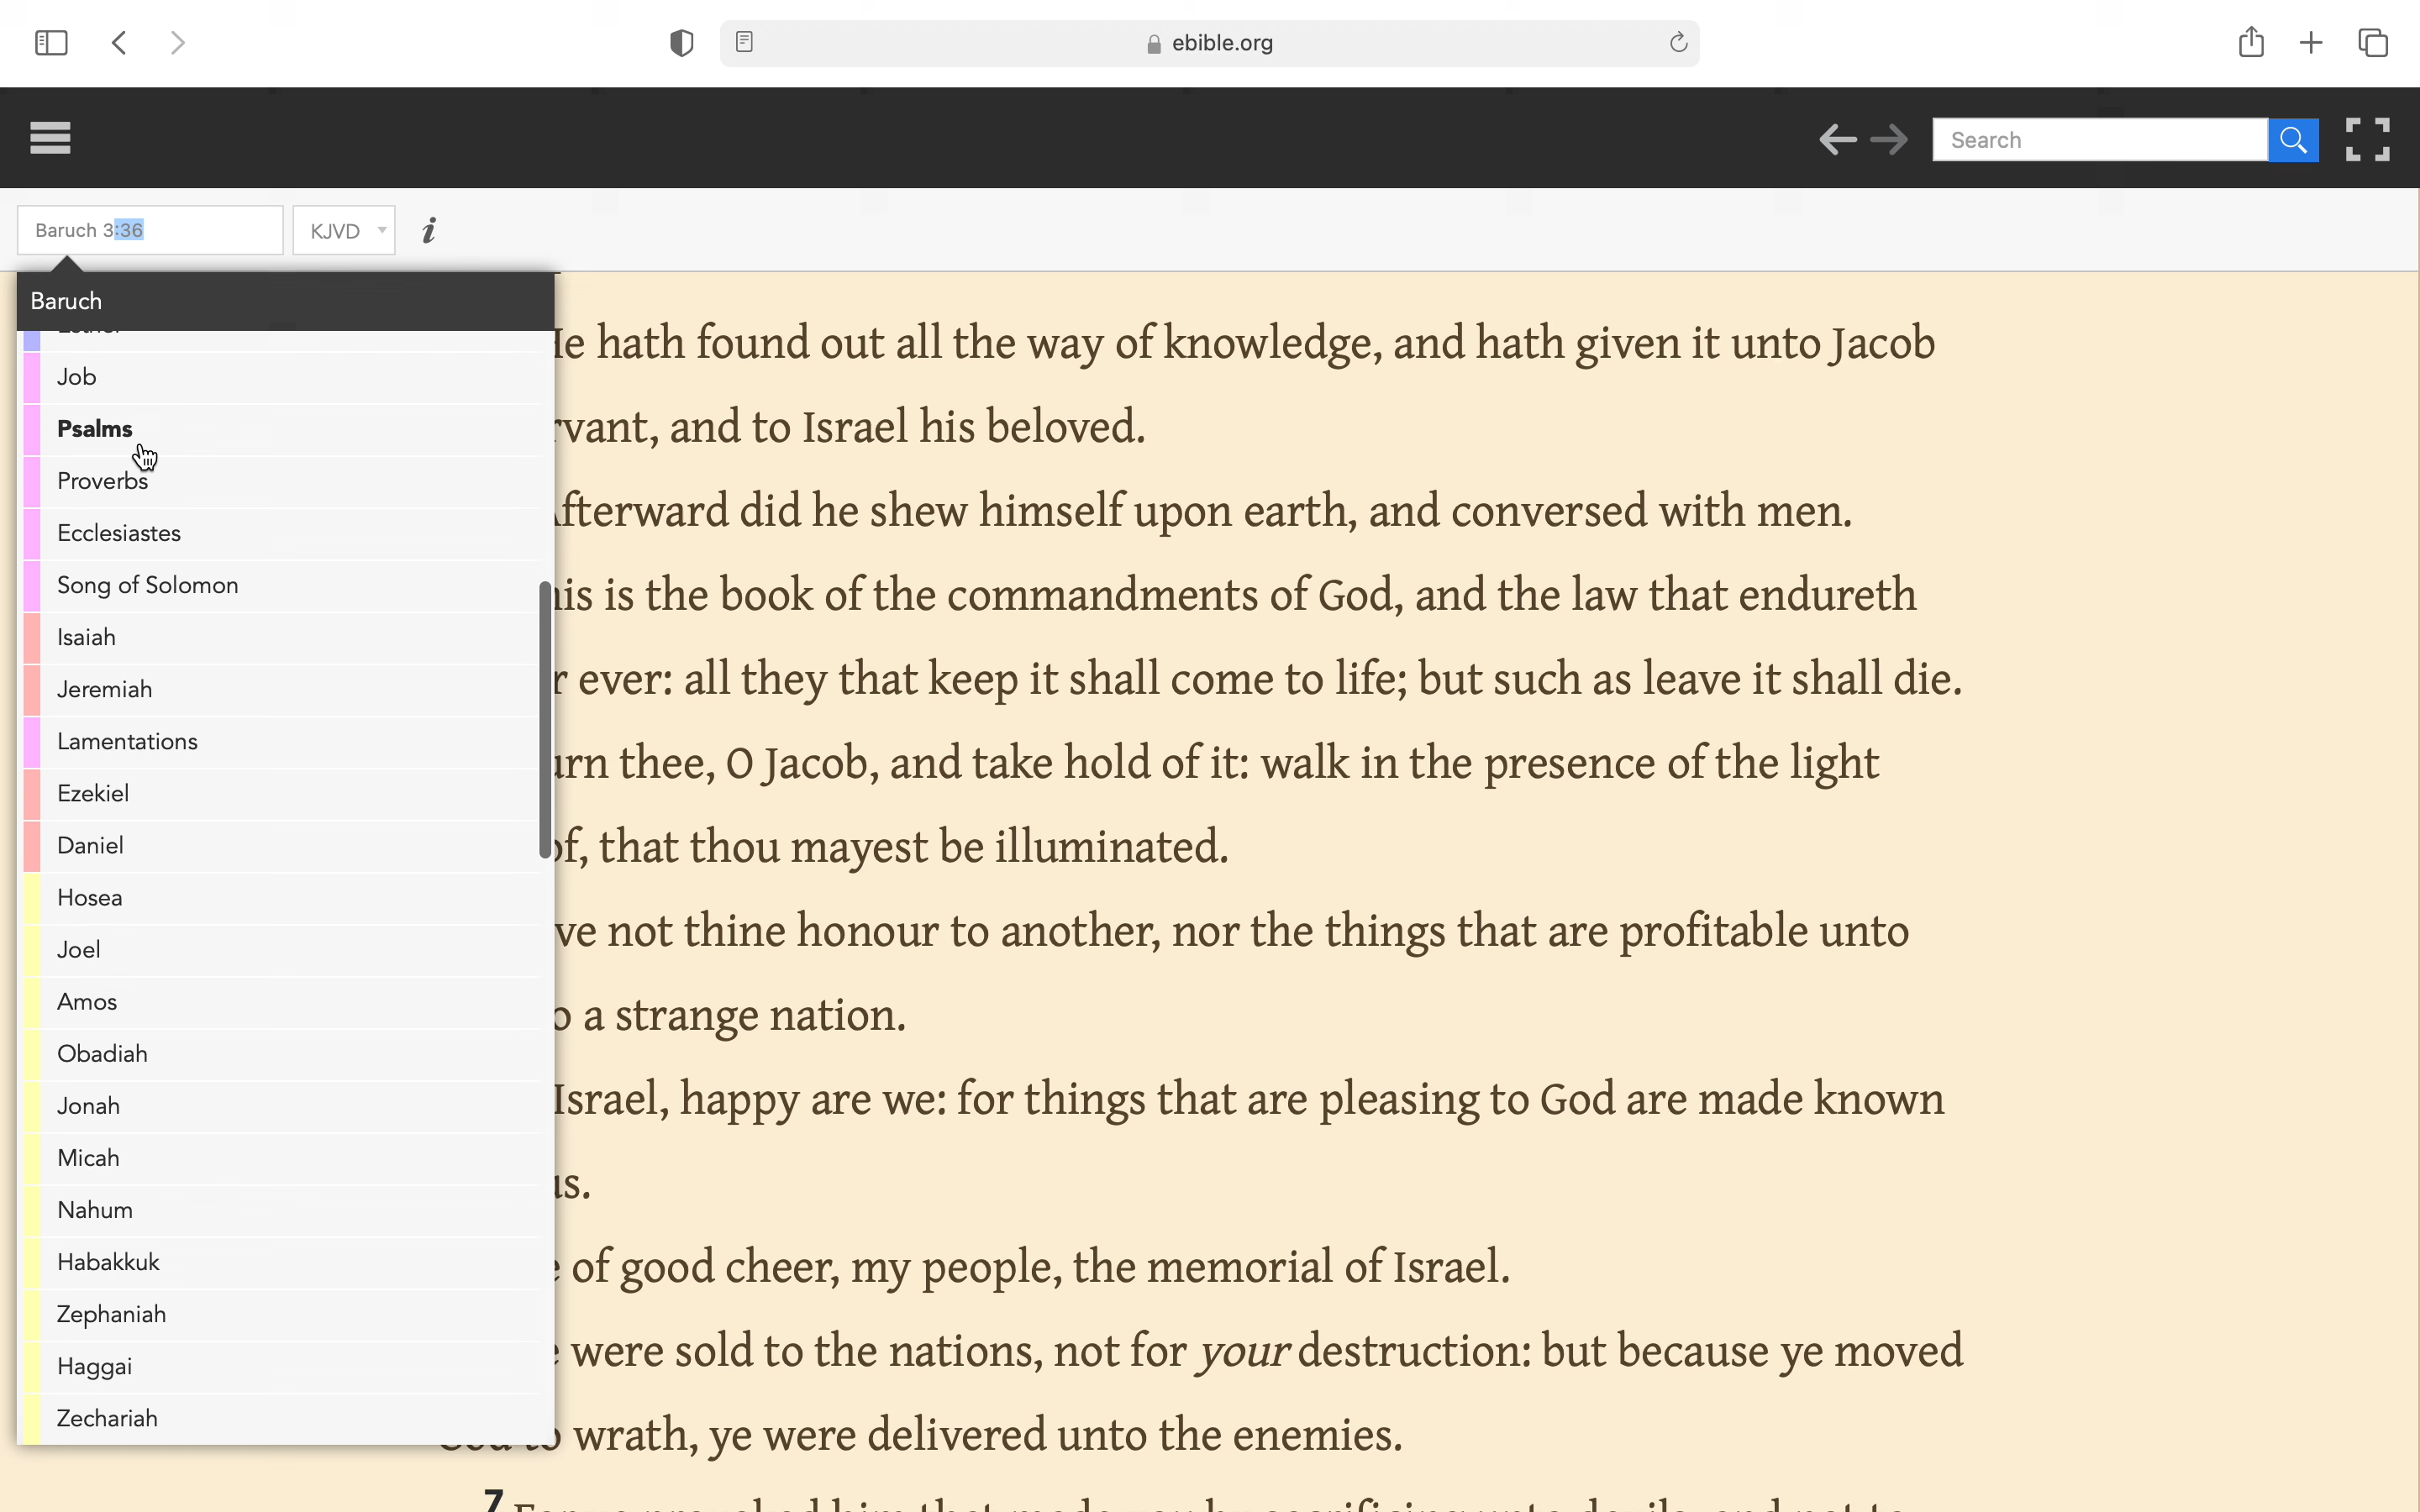 ebible.org
Search
Baruch 3:36
KJVD
i
Baruch
Job
Psalms
Proverbs
Ecclesiastes
Song of Solomon
Isaiah
Jeremiah
Lamentations
Ezekiel
Daniel
Hosea
Joel
Amos
Obadiah
Jonah
Micah
Nahum
Habakkuk
Zephaniah
Haggai
Zechariah
hath found out all the way of knowledge, and hath given it unto Jacob
and to Israel his beloved.
did he shew himself upon earth, and conversed with men.
is the book of the commandments of God, and the law that endureth
ever: all they that keep it shall come to life; but such as leave it shall die.
thee, O Jacob, and take hold of it: walk in the presence of the light
that thou mayest be illuminated.
not thine honour to another, nor the things that are profitable unto
a strange nation.
Israel, happy are we: for things that are pleasing to God are made known
of good cheer, my people, the memorial of Israel.
were sold to the nations, not for your destruction: but because ye moved
wrath, ye were delivered unto the enemies.
7